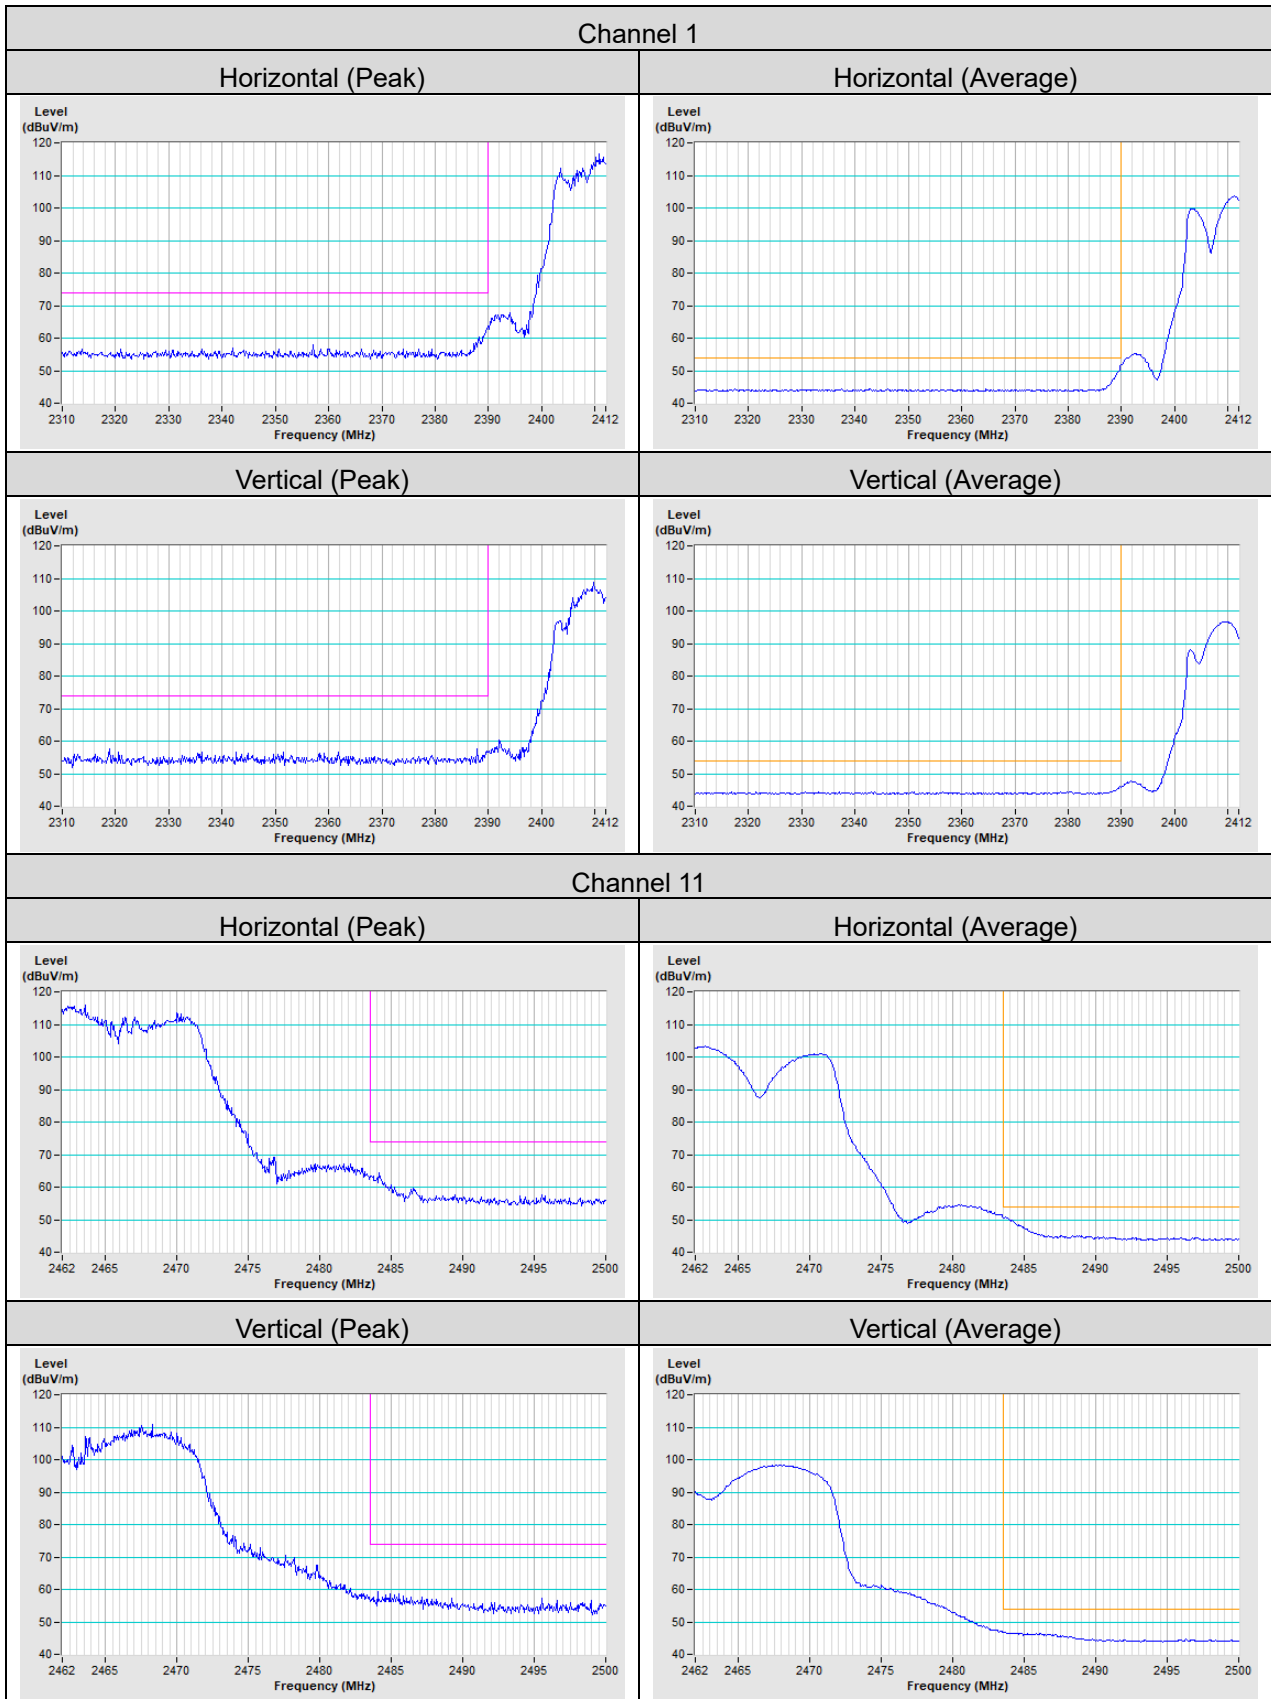 Channel 1
Horizontal (Peak) Horizontal (Average)
Level
(dBuV/m)
120
110
100
90
80
70
60
50
40
2310 2320 2330 2340 2350 2360 2370 2380 2390 2400 2412
Frequency (MHz)
Level
(dBuV/m)
120
110
100
90
80
70
60
50
40
2310 2320 2330 2340 2350 2360 2370 2380 2390 2400 2412
Frequency (MHz)
Vertical (Peak) Vertical (Average)
Level
(dBuV/m)
120
110
100
90
80
70
60
50
40
2310 2320 2330 2340 2350 2360 2370 2380 2390 2400 2412
Frequency (MHz)
Level
(dBuV/m)
120
110
100
90
80
70
60
50
40
2310 2320 2330 2340 2350 2360 2370 2380 2390 2400 2412
Frequency (MHz)
Channel 11
Horizontal (Peak) Horizontal (Average)
Level
(dBuV/m)
120
110
100
90
80
70
60
50
40
2462 2465 2470 2475 2480 2485 2490 2495 2500
Frequency (MHz)
Level
(dBuV/m)
120
110
100
90
80
70
60
50
40
2462 2465 2470 2475 2480 2485 2490 2495 2500
Frequency (MHz)
Vertical (Peak) Vertical (Average)
Level
(dBuV/m)
120
110
100
90
80
70
60
50
40
2462 2465 2470 2475 2480 2485 2490 2495 2500
Frequency (MHz)
Level
(dBuV/m)
120
110
100
90
80
70
60
50
40
2462 2465 2470 2475 2480 2485 2490 2495 2500
Frequency (MHz)